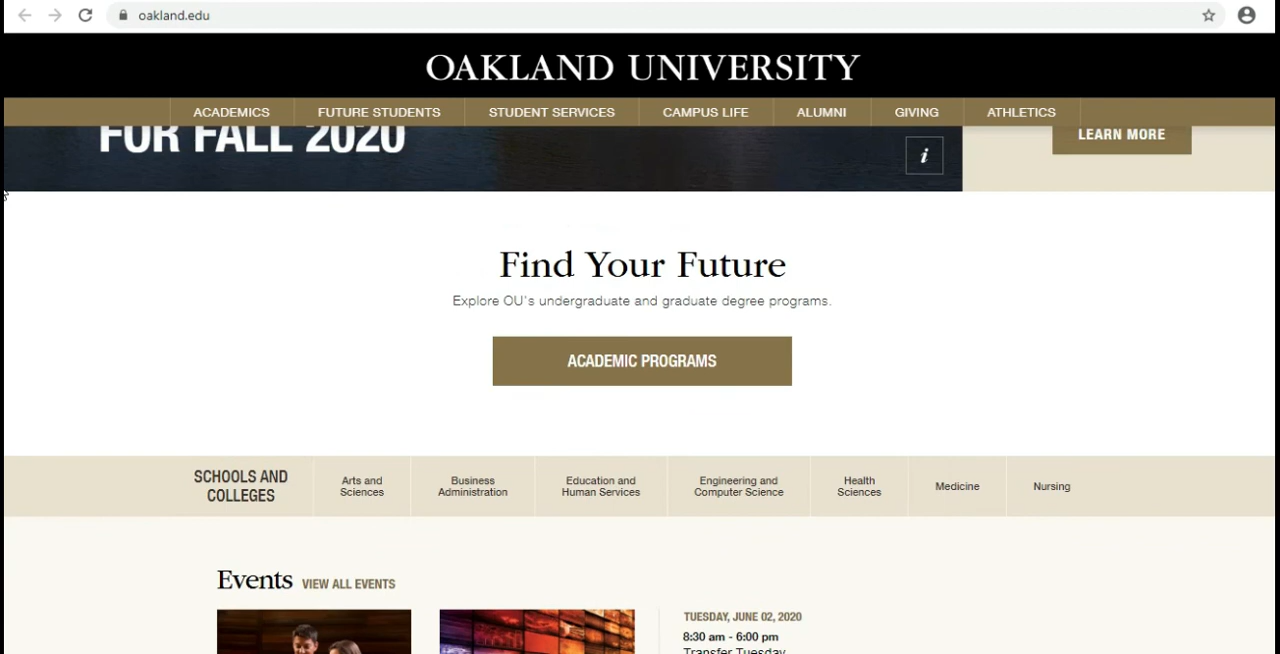 oakland.edu
OAKLAND UNIVERSITY
ACADEMICS FUTURE STUDENTS STUDENT SERVICES CAMPUS LIFE ALUMNI GIVING ATHLETICS
FOR FALL 2020
i
LEARN MORE
Find Your Future
Explore OU's undergraduate and graduate degree programs.
ACADEMIC PROGRAMS
SCHOOLS AND
COLLEGES
Arts and
Sciences
Business
Administration
Education and
Human Services
Engineering and
Computer Science
Health
Sciences
Medicine
Nursing
Events VIEW ALL EVENTS
TUESDAY, JUNE 02, 2020
8:30 am - 6:00 pm
Transfer Tuesday